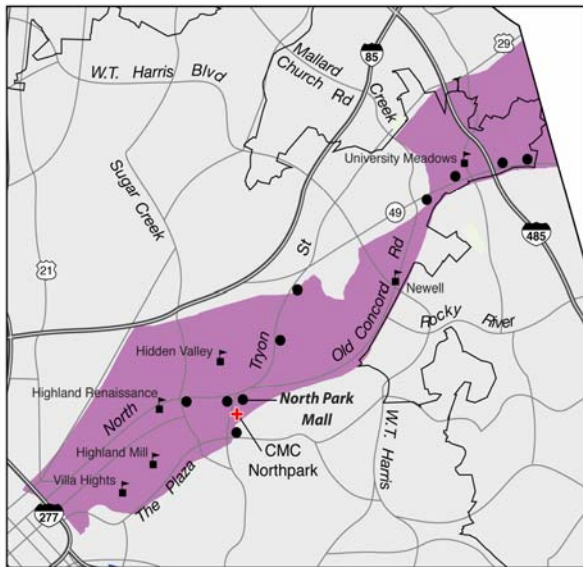 29
85
W.T. Harris Blvd
Mallard
Church Rd
Creek
University Meadows
Sugar Creek
49
St
485
21
Rd
Newell
Old Concord
Rocky River
Hidden Valley
Tryon
Highland Renaissance
North
North Park
Mall
CMC
Northpark
W.T. Harris
Highland Mill
Villa Hights
The Plaza
277